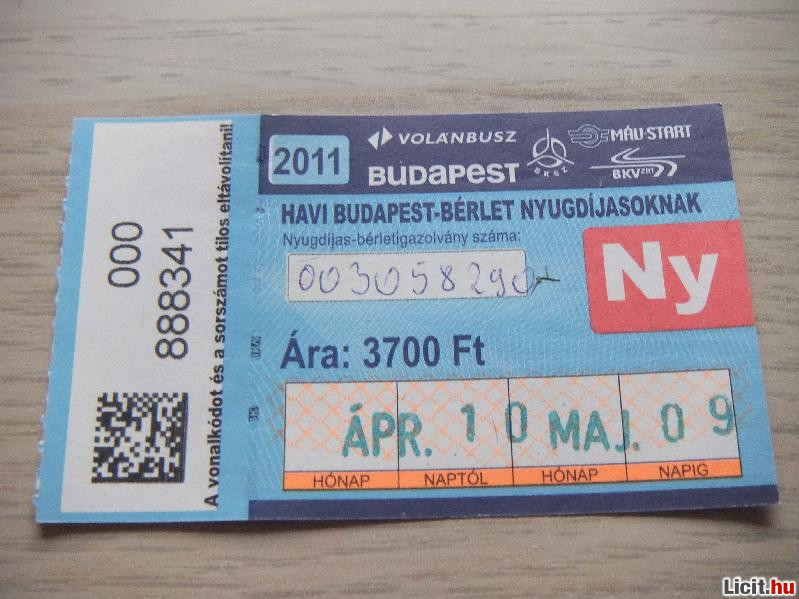 000
888341
A vonalkódot és a sorszámot tilos eltávolítani!
2011
VOLÁNBUSZ
BUDAPEST
BKSZ
MÁV-START
BKV ZRT
HAVI BUDAPEST-BÉRLET NYUGDÍJASOKNAK
Nyugdíjas-bérletigazolvány száma:
003058290
Ny
Ára: 3700 Ft
ÁPR. 10 MAJ. 09
HÓNAP NAPTÓL HÓNAP NAPIG
Licit.hu